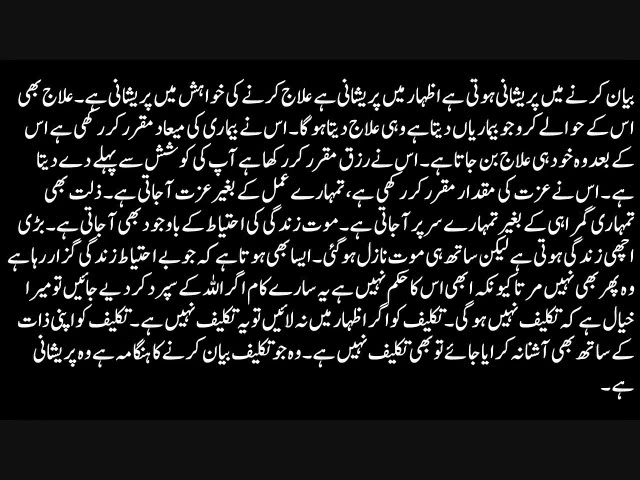 بیان کرنے میں پریشانی ہوتی ہے اظہار میں پریشانی ہے علاج کرنے کی خواہش میں پریشانی ہے۔ علاج بھی
اس کے حوالے کرو جو بیماریاں دیتا ہے وہی علاج دیتا ہوگا۔ اس نے بیماری کی میعاد مقرر کر رکھی ہے اس
کے بعد وہ خود ہی علاج بن جاتا ہے۔ اس نے رزق مقرر کر رکھا ہے آپ کی کوشش سے پہلے دے دیتا
ہے۔ اس نے عزت کی مقدار مقرر کر رکھی ہے، تمہارے عمل کے بغیر عزت آ جاتی ہے۔ ذلت بھی
تمہاری گمراہی کے بغیر تمہارے سر پر آ جاتی ہے۔ موت زندگی کی احتیاط کے باوجود بھی آ جاتی ہے۔ بڑی
اچھی زندگی ہوتی ہے لیکن ساتھ ہی موت نازل ہوگئی۔ ایسا بھی ہوتا ہے کہ جو بے احتیاط زندگی گزار رہا ہے
وہ پھر بھی نہیں مرتا کیونکہ ابھی اس کا حکم نہیں ہے یہ سارے کام اگر اللہ کے سپرد کر دیے جائیں تو میرا
خیال ہے کہ تکلیف نہیں ہوگی۔ تکلیف کو اگر اظہار میں نہ لائیں تو یہ تکلیف نہیں ہے۔ تکلیف کو اپنی ذات
کے ساتھ بھی آشنا نہ کرایا جائے تو بھی تکلیف نہیں ہے۔ وہ جو تکلیف بیان کرنے کا ہنگامہ ہے وہ پریشانی
ہے۔